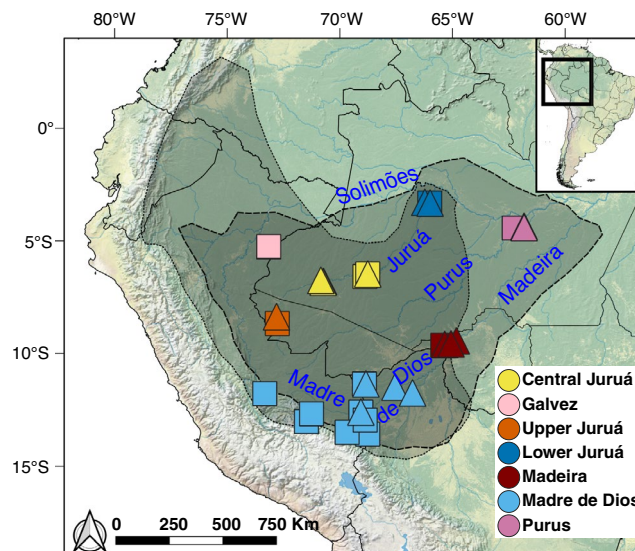 80°W 75°W 70°W 65°W 60°W
0°
5°S
10°S
15°S
Solimões
Juruá
Purus
Madeira
Madre
de
Dios
Central Juruá
Galvez
Upper Juruá
Lower Juruá
Madeira
Madre de Dios
Purus
0 250 500 750 Km